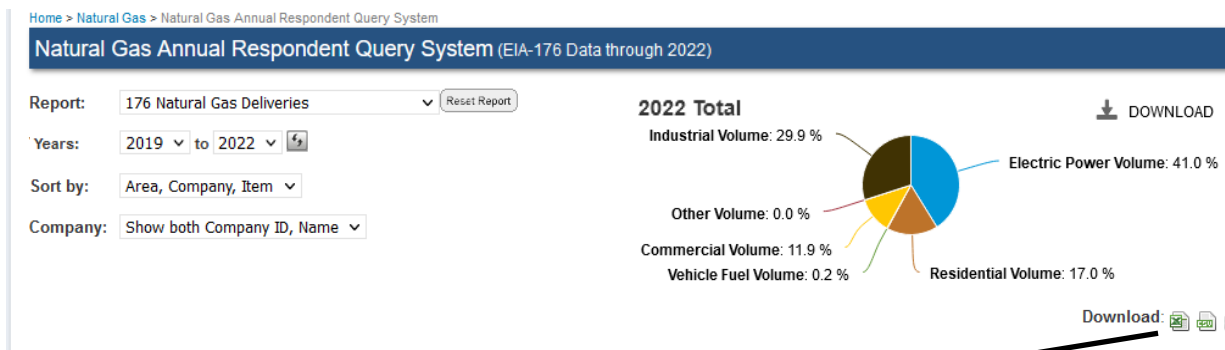 Home > Natural Gas > Natural Gas Annual Respondent Query System
Natural Gas Annual Respondent Query System (EIA-176 Data through 2022)
Report: 176 Natural Gas Deliveries Reset Report
Years: 2019 to 2022
Sort by: Area, Company, Item
Company: Show both Company ID, Name
2022 Total
DOWNLOAD
Industrial Volume: 29.9 %
Electric Power Volume: 41.0 %
Other Volume: 0.0 %
Commercial Volume: 11.9 %
Vehicle Fuel Volume: 0.2 %
Residential Volume: 17.0 %
Download: